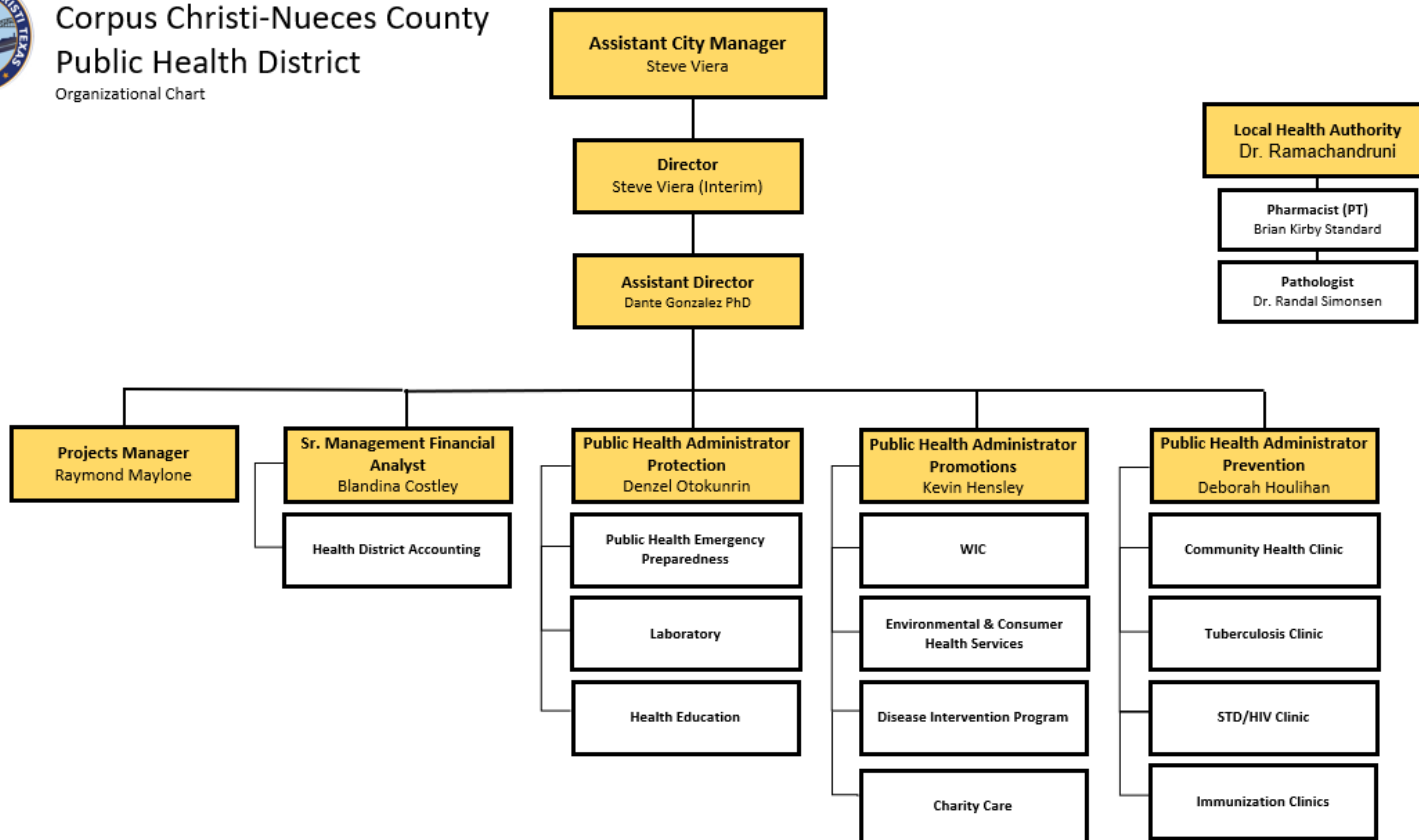 CHRISTI TEXAS
Corpus Christi-Nueces County
Public Health District
Organizational Chart
Assistant City Manager
Steve Viera
Director
Steve Viera (Interim)
Assistant Director
Dante Gonzalez PhD
Local Health Authority
Dr. Ramachandruni
Pharmacist (PT)
Brian Kirby Standard
Pathologist
Dr. Randal Simonsen
Projects Manager
Raymond Maylone
Sr. Management Financial
Analyst
Blandina Costley
Health District Accounting
Public Health Administrator
Protection
Denzel Otokunrin
Public Health Emergency
Preparedness
Laboratory
Health Education
Public Health Administrator
Promotions
Kevin Hensley
WIC
Environmental & Consumer
Health Services
Disease Intervention Program
Charity Care
Public Health Administrator
Prevention
Deborah Houlihan
Community Health Clinic
Tuberculosis Clinic
STD/HIV Clinic
Immunization Clinics